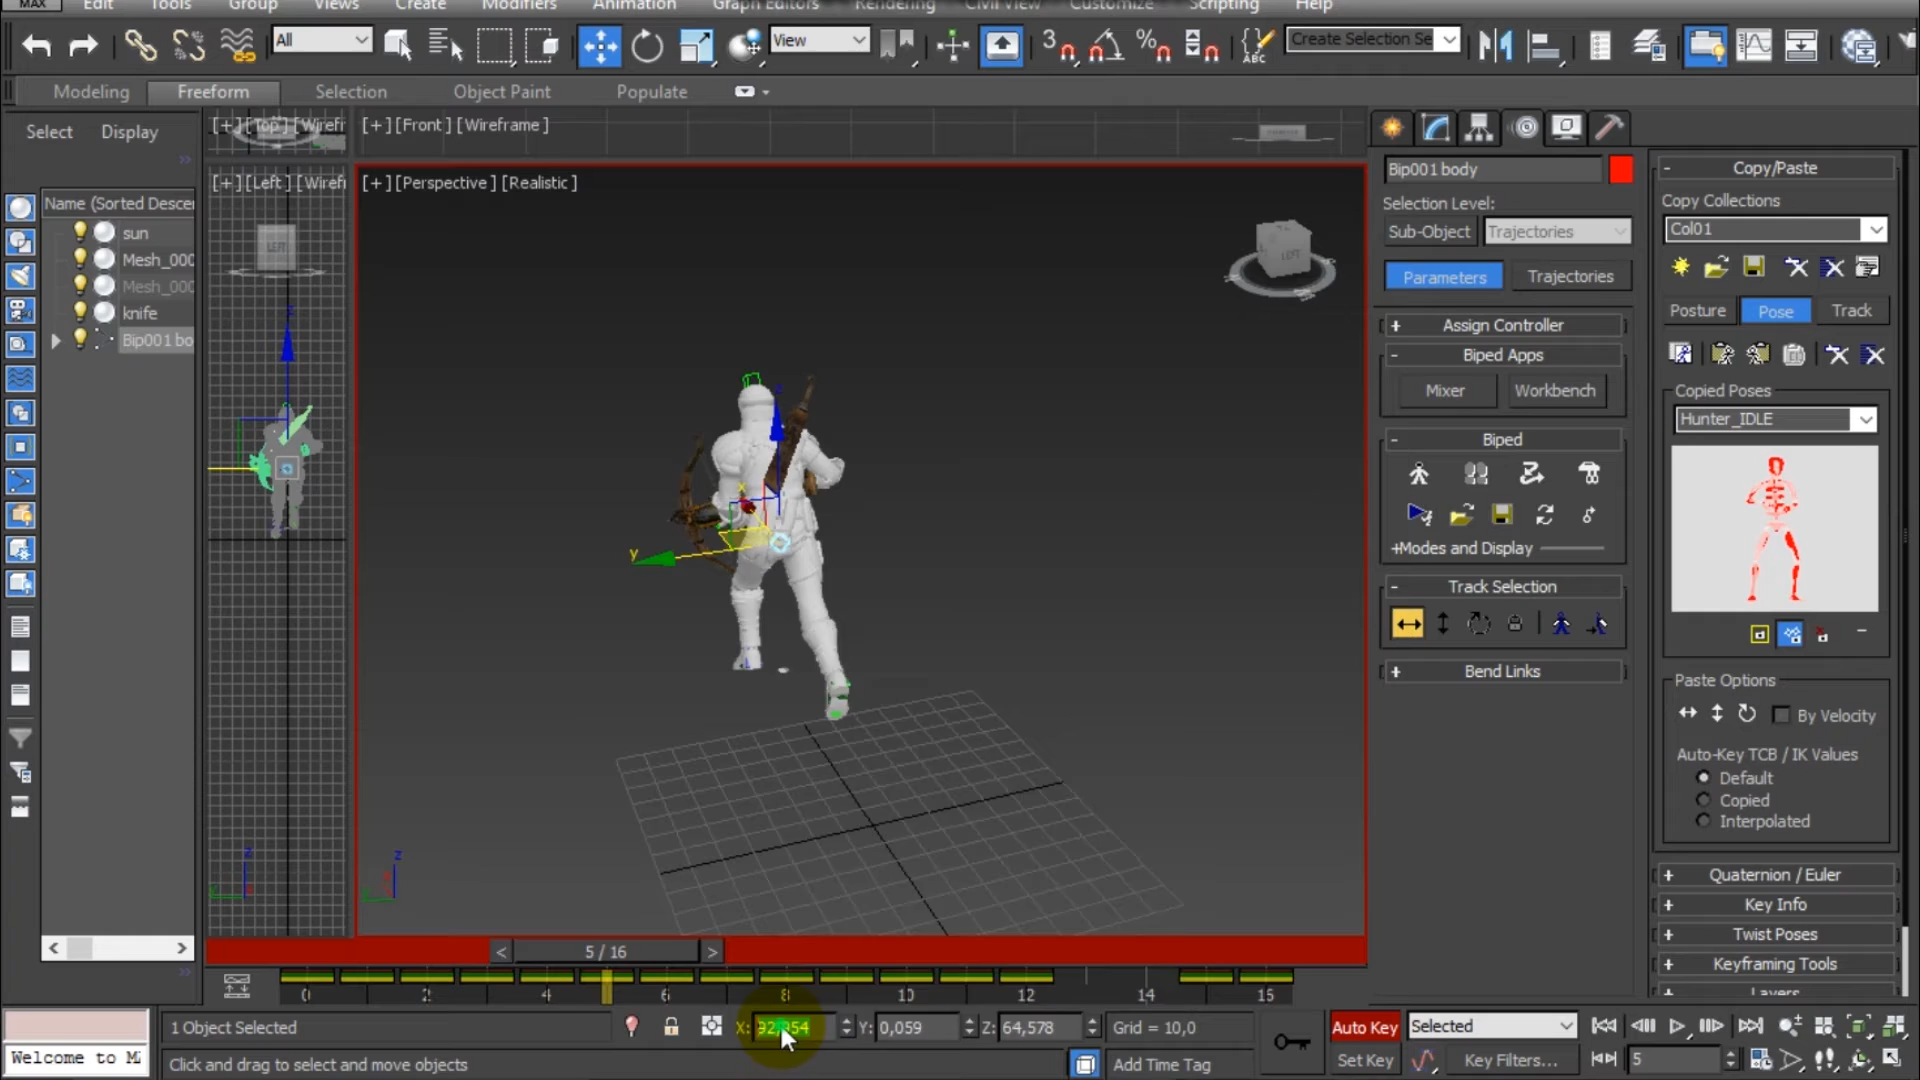 MAX Edit Tools Group Views Create Modifiers Animation Graph Editors Rendering Civil View Customize Scripting Help
All
View
3
%
ABC
Create Selection Se
Modeling Freeform Selection Object Paint Populate
Select Display
[+] [Top] [Wirefr
[+] [Front] [Wireframe]
[+] [Left] [Wirefr
[+] [Perspective] [Realistic]
Name (Sorted Descer
sun
Mesh_000
Mesh_000
knife
Bip001 bo
LEFT
LEFT
x
y
z
z
z
Bip001 body
Selection Level:
Sub-Object Trajectories
Parameters Trajectories
+ Assign Controller
- Biped Apps
Mixer Workbench
- Biped
+Modes and Display
- Track Selection
+ Bend Links
- Copy/Paste
Copy Collections
Col01
Posture Pose Track
Copied Poses
Hunter_IDLE
Paste Options
By Velocity
Auto-Key TCB / IK Values
Default
Copied
Interpolated
+ Quaternion / Euler
+ Key Info
+ Twist Poses
+ Keyframing Tools
Layers
< 5 / 16 >
0 2 4 6 8 10 12 14 15
1 Object Selected
X: Y: 0,059 Z: 64,578 Grid = 10,0
Auto Key Selected
Welcome to M
Click and drag to select and move objects
Add Time Tag
Set Key Key Filters... 5